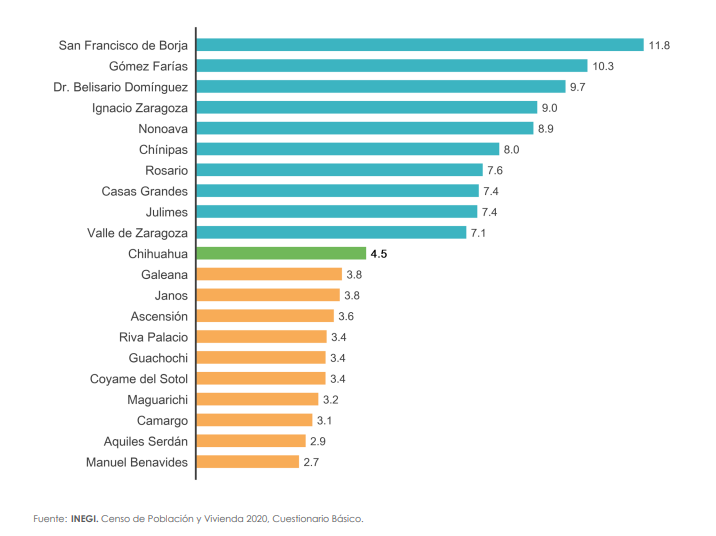 San Francisco de Borja 11.8
Gómez Farías 10.3
Dr. Belisario Domínguez 9.7
Ignacio Zaragoza 9.0
Nonoava 8.9
Chínipas 8.0
Rosario 7.6
Casas Grandes 7.4
Julimes 7.4
Valle de Zaragoza 7.1
Chihuahua 4.5
Galeana 3.8
Janos 3.8
Ascensión 3.6
Riva Palacio 3.4
Guachochi 3.4
Coyame del Sotol 3.4
Maguarichi 3.2
Camargo 3.1
Aquiles Serdán 2.9
Manuel Benavides 2.7
Fuente: INEGI. Censo de Población y Vivienda 2020, Cuestionario Básico.